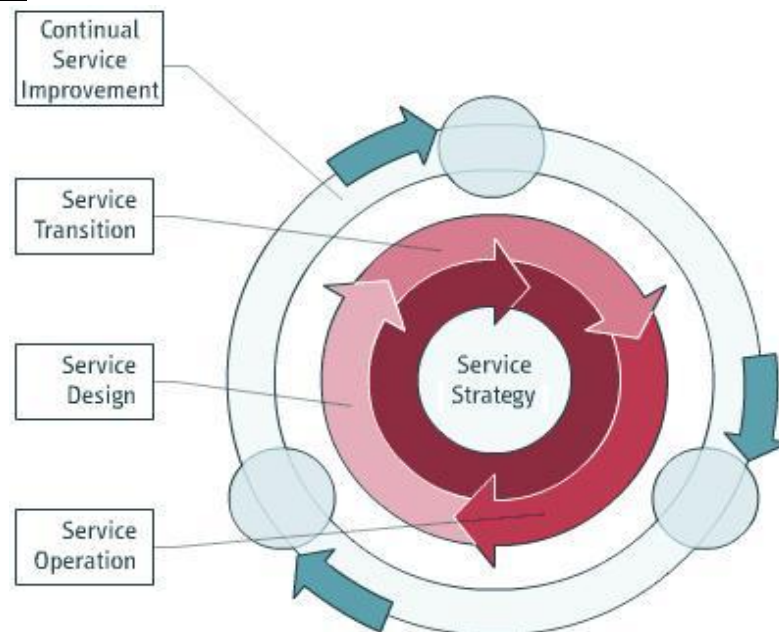 Continual
Service
Improvement
Service
Transition
Service
Design
Service
Operation
Service
Strategy